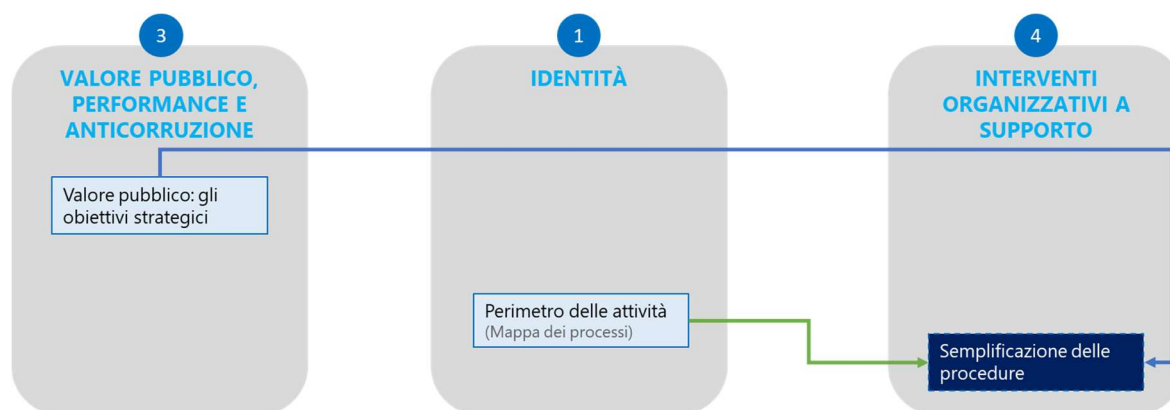 3
VALORE PUBBLICO,
PERFORMANCE E
ANTICORRUZIONE
Valore pubblico: gli
obiettivi strategici
1
IDENTITÀ
Perimetro delle attività
(Mappa dei processi)
4
INTERVENTI
ORGANIZZATIVI A
SUPPORTO
Semplificazione delle
procedure